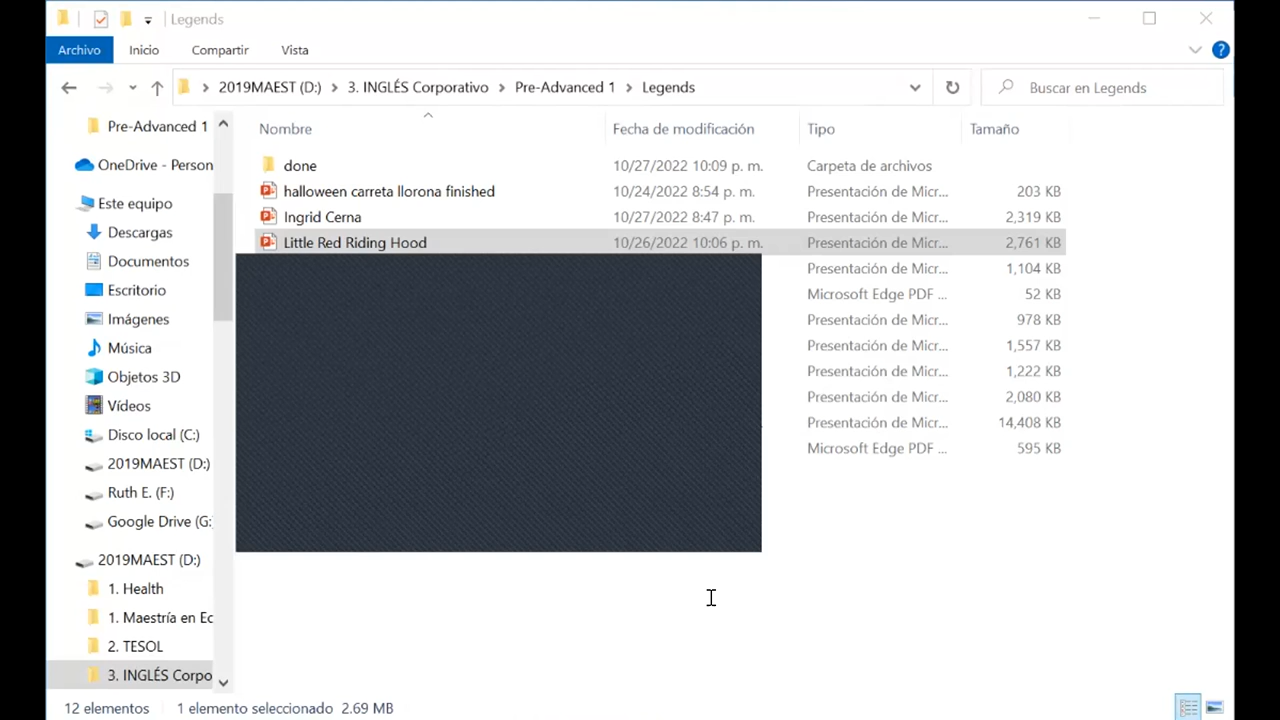 Legends
Archivo Inicio Compartir Vista
2019MAEST (D:) 3. INGLÉS Corporativo Pre-Advanced 1 Legends Buscar en Legends
Nombre Fecha de modificación Tipo Tamaño
Pre-Advanced 1
OneDrive - Person
Este equipo
Descargas
Documentos
Escritorio
Imágenes
Música
Objetos 3D
Vídeos
Disco local (C:)
2019MAEST (D:)
Ruth E. (F:)
Google Drive (G:
2019MAEST (D:)
1. Health
1. Maestría en Ec
2. TESOL
3. INGLÉS Corpo
done 10/27/2022 10:09 p. m. Carpeta de archivos
halloween carreta llorona finished 10/24/2022 8:54 p. m. Presentación de Micr... 203 KB
Ingrid Cerna 10/27/2022 8:47 p. m. Presentación de Micr... 2,319 KB
Little Red Riding Hood 10/26/2022 10:06 p. m. Presentación de Micr... 2,761 KB
Presentación de Micr... 1,104 KB
Microsoft Edge PDF ... 52 KB
Presentación de Micr... 978 KB
Presentación de Micr... 1,557 KB
Presentación de Micr... 1,222 KB
Presentación de Micr... 2,080 KB
Presentación de Micr... 14,408 KB
Microsoft Edge PDF ... 595 KB
12 elementos 1 elemento seleccionado 2.69 MB